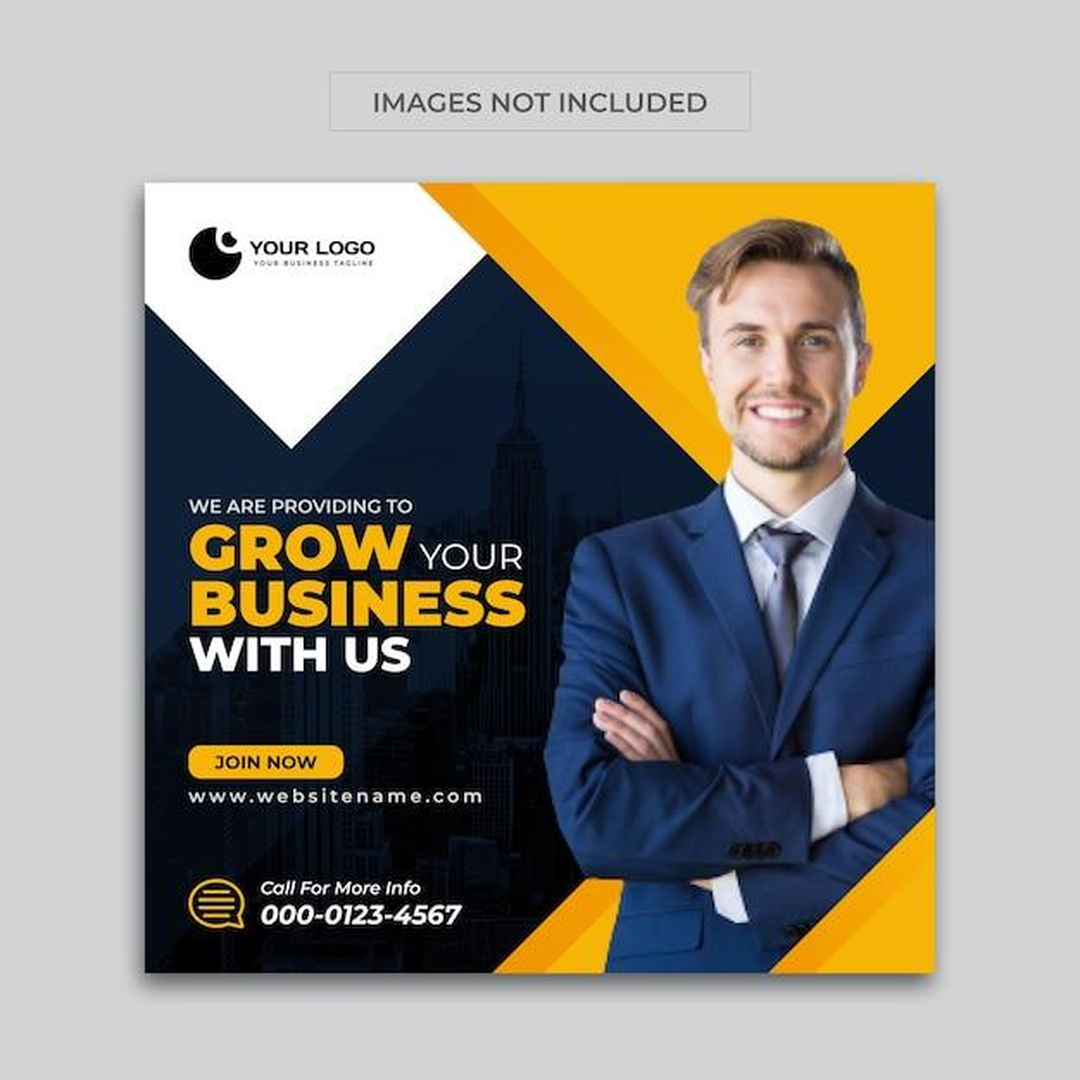 IMAGES NOT INCLUDED
YOUR LOGO
YOUR BUSINESS TAGLINE
WE ARE PROVIDING TO
GROW YOUR
BUSINESS
WITH US
JOIN NOW
www.websitename.com
Call For More Info
000-0123-4567